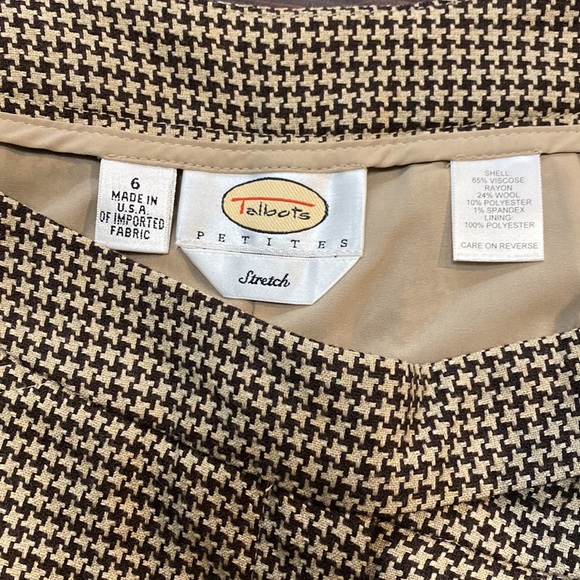 6
MADE IN
U.S.A.
OF IMPORTED
FABRIC
Talbots
PETITES
Stretch
SHELL
65% VISCOSE
RAYON
24% WOOL
10% POLYESTER
1% SPANDEX
LINING:
100% POLYESTER
CARE ON REVERSE